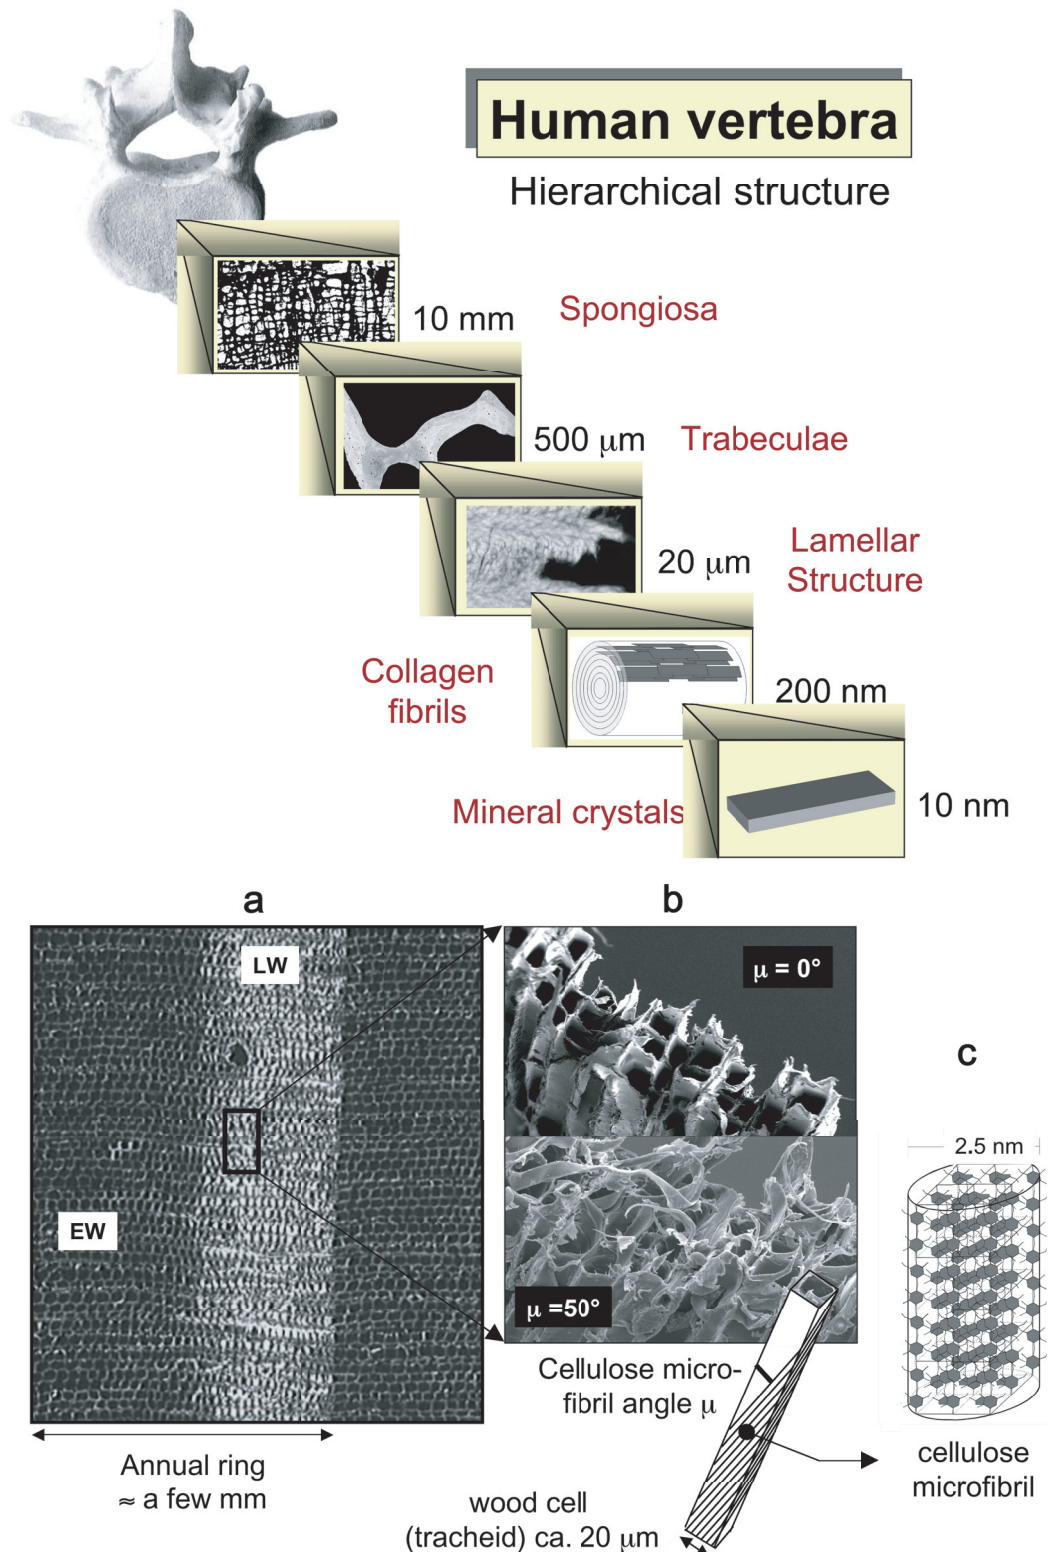 Human vertebra
Hierarchical structure
10 mm
Spongiosa
500 μm
Trabeculae
Lamellar
Structure
20 μm
Collagen
fibrils
200 nm
Mineral crystals
10 nm
a
b
LW
μ = 0°
c
2.5 nm
EW
μ =50°
Cellulose micro-
fibril angle μ
cellulose
microfibril
Annual ring
≈ a few mm
wood cell
(tracheid) ca. 20 μm